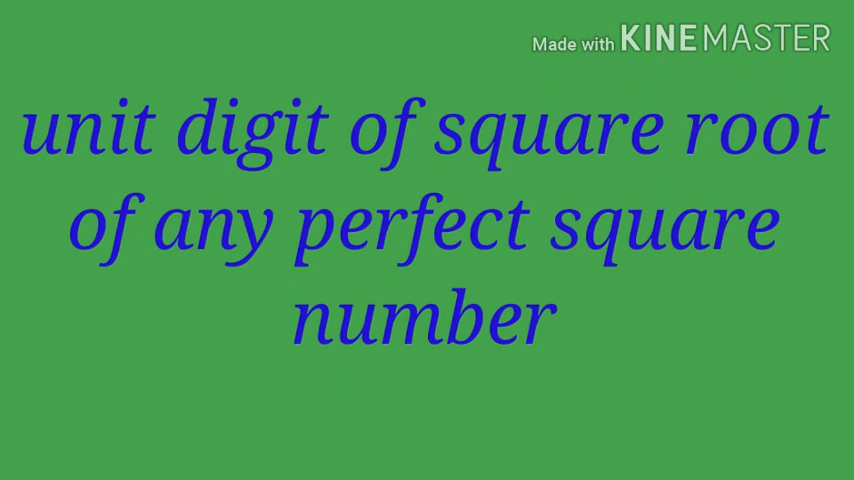 Made with KINEMASTER
unit digit of square root
of any perfect square
number